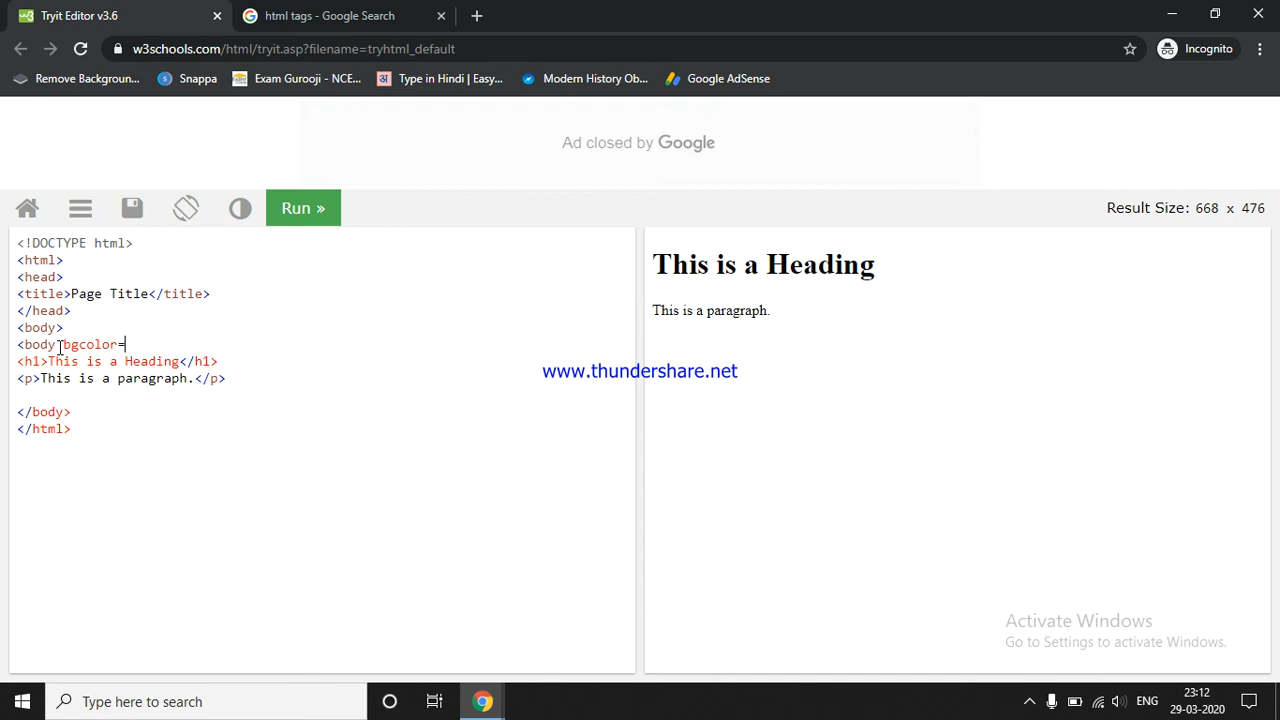 Tryit Editor v3.6
html tags - Google Search
w3schools.com/html/tryit.asp?filename=tryhtml_default
Incognito
Remove Backgroun...
Snappa
Exam Gurooji - NCE...
Type in Hindi | Easy...
Modern History Ob...
Google AdSense
Ad closed by Google
Run »
Result Size: 668 x 476
<!DOCTYPE html>
<html>
<head>
<title>Page Title</title>
</head>
<body>
<body bgcolor=
<h1>This is a Heading</h1>
<p>This is a paragraph.</p>
</body>
</html>
This is a Heading
This is a paragraph.
www.thundershare.net
Activate Windows
Go to Settings to activate Windows.
Type here to search
ENG
23:12
29-03-2020